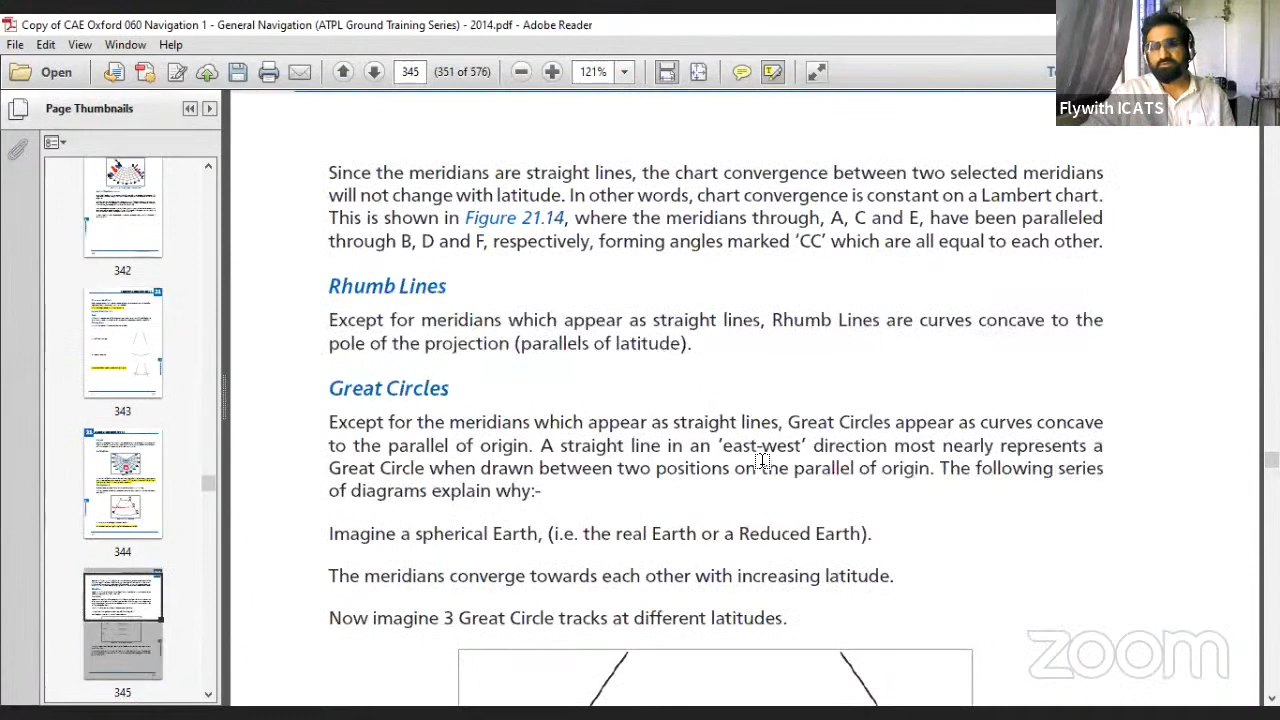 Copy of CAE Oxford 060 Navigation 1 - General Navigation (ATPL Ground Training Series) - 2014.pdf - Adobe Reader
File Edit View Window Help
Open 345 (351 of 576) 121%
Page Thumbnails
342
343
344
345
Since the meridians are straight lines, the chart convergence between two selected meridians
will not change with latitude. In other words, chart convergence is constant on a Lambert chart.
This is shown in Figure 21.14, where the meridians through, A, C and E, have been paralleled
through B, D and F, respectively, forming angles marked ‘CC’ which are all equal to each other.
Rhumb Lines
Except for meridians which appear as straight lines, Rhumb Lines are curves concave to the
pole of the projection (parallels of latitude).
Great Circles
Except for the meridians which appear as straight lines, Great Circles appear as curves concave
to the parallel of origin. A straight line in an ‘east-west’ direction most nearly represents a
Great Circle when drawn between two positions on the parallel of origin. The following series
of diagrams explain why:-
Imagine a spherical Earth, (i.e. the real Earth or a Reduced Earth).
The meridians converge towards each other with increasing latitude.
Now imagine 3 Great Circle tracks at different latitudes.
Flywith ICATS
zoom